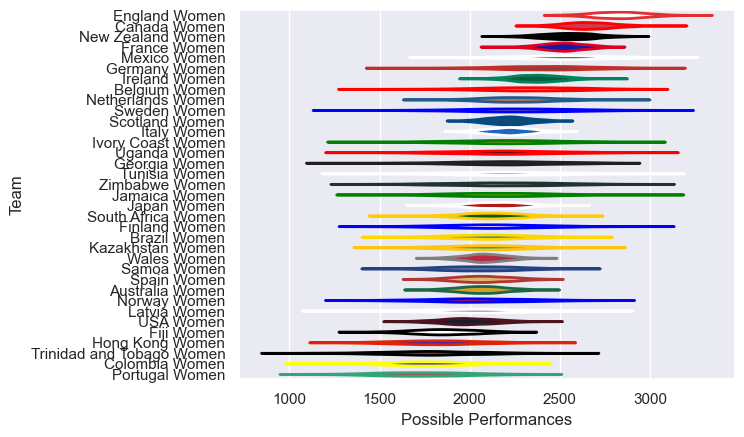 England Women
Canada Women
New Zealand Women
France Women
Mexico Women
Germany Women
Ireland Women
Belgium Women
Netherlands Women
Sweden Women
Scotland Women
Italy Women
Ivory Coast Women
Uganda Women
Georgia Women
Tunisia Women
Zimbabwe Women
Jamaica Women
Japan Women
South Africa Women
Finland Women
Brazil Women
Kazakhstan Women
Wales Women
Samoa Women
Spain Women
Australia Women
Norway Women
Latvia Women
USA Women
Fiji Women
Hong Kong Women
Trinidad and Tobago Women
Colombia Women
Portugal Women
Team
1000 1500 2000 2500 3000
Possible Performances